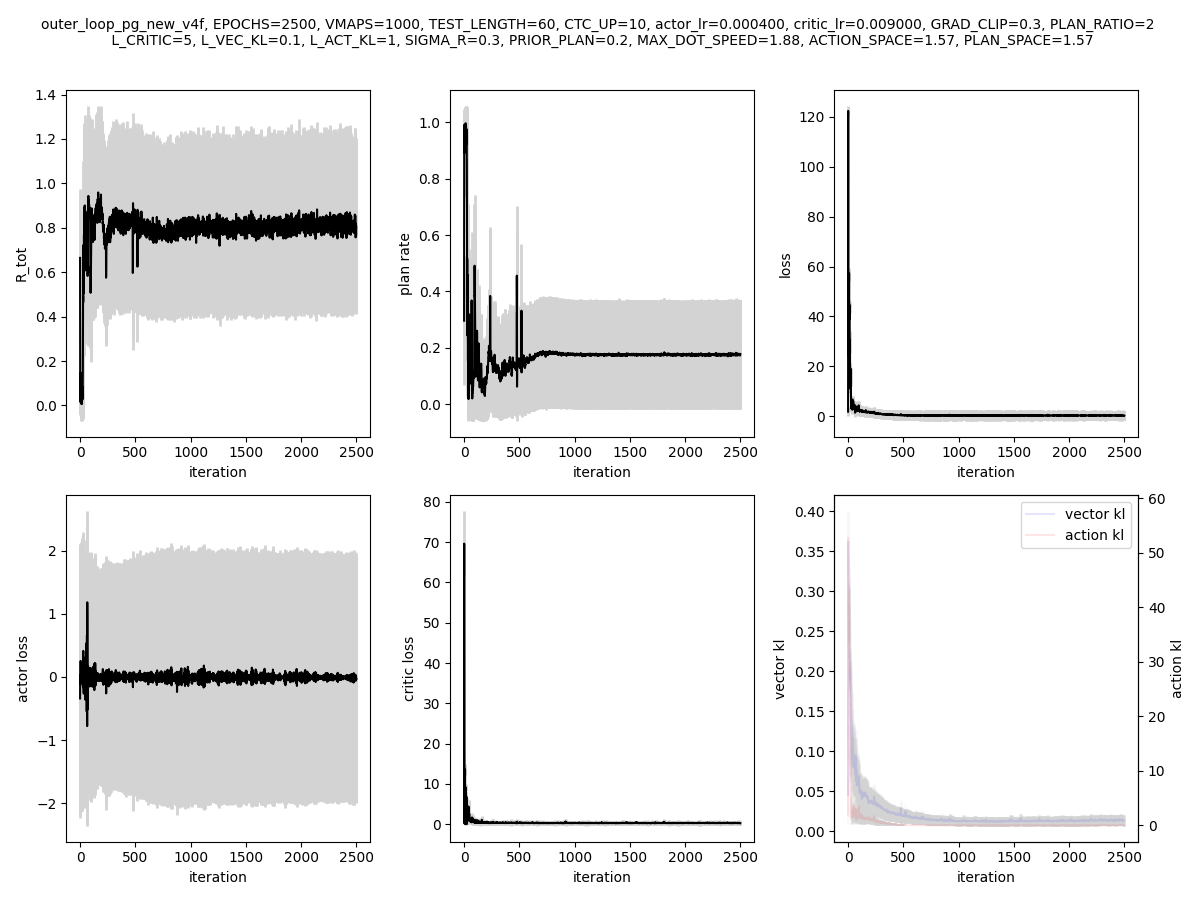 outer_loop_pg_new_v4f, EPOCHS=2500, VMAPS=1000, TEST_LENGTH=60, CTC_UP=10, actor_lr=0.000400, critic_lr=0.009000, GRAD_CLIP=0.3, PLAN_RATIO=2
L_CRITIC=5, L_VEC_KL=0.1, L_ACT_KL=1, SIGMA_R=0.3, PRIOR_PLAN=0.2, MAX_DOT_SPEED=1.88, ACTION_SPACE=1.57, PLAN_SPACE=1.57
R_tot
1.4
1.2
1.0
0.8
0.6
0.4
0.2
0.0
0 500 1000 1500 2000 2500
iteration
plan rate
1.0
0.8
0.6
0.4
0.2
0.0
0 500 1000 1500 2000 2500
iteration
loss
120
100
80
60
40
20
0
0 500 1000 1500 2000 2500
iteration
actor loss
2
1
0
−1
−2
0 500 1000 1500 2000 2500
iteration
critic loss
80
70
60
50
40
30
20
10
0
0 500 1000 1500 2000 2500
iteration
vector kl
0.40
0.35
0.30
0.25
0.20
0.15
0.10
0.05
0.00
0 500 1000 1500 2000 2500
iteration
vector kl
action kl
60
50
40
30
20
10
0
action kl